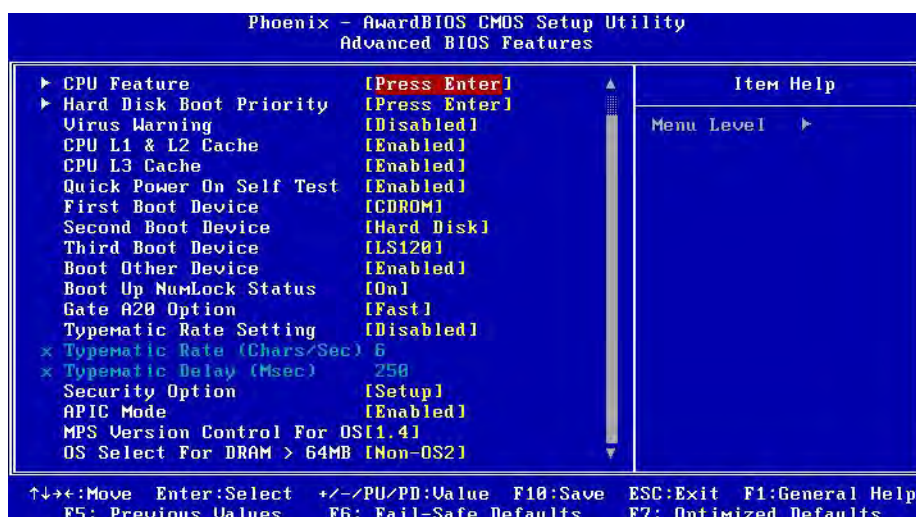 Phoenix - AwardBIOS CMOS Setup Utility
Advanced BIOS Features
► CPU Feature [Press Enter]
► Hard Disk Boot Priority [Press Enter]
Virus Warning [Disabled]
CPU L1 & L2 Cache [Enabled]
CPU L3 Cache [Enabled]
Quick Power On Self Test [Enabled]
First Boot Device [CDROM]
Second Boot Device [Hard Disk]
Third Boot Device [LS120]
Boot Other Device [Enabled]
Boot Up NumLock Status [On]
Gate A20 Option [Fast]
Typematic Rate Setting [Disabled]
x Typematic Rate (Chars/Sec) 6
x Typematic Delay (Msec) 250
Security Option [Setup]
APIC Mode [Enabled]
MPS Version Control For OS[1.4]
OS Select For DRAM > 64MB [Non-OS2]
Item Help
Menu Level ►
↑↓→←:Move Enter:Select +/-/PU/PD:Value F10:Save ESC:Exit F1:General Help
F5: Previous Values F6: Fail-Safe Defaults F7: Optimized Defaults